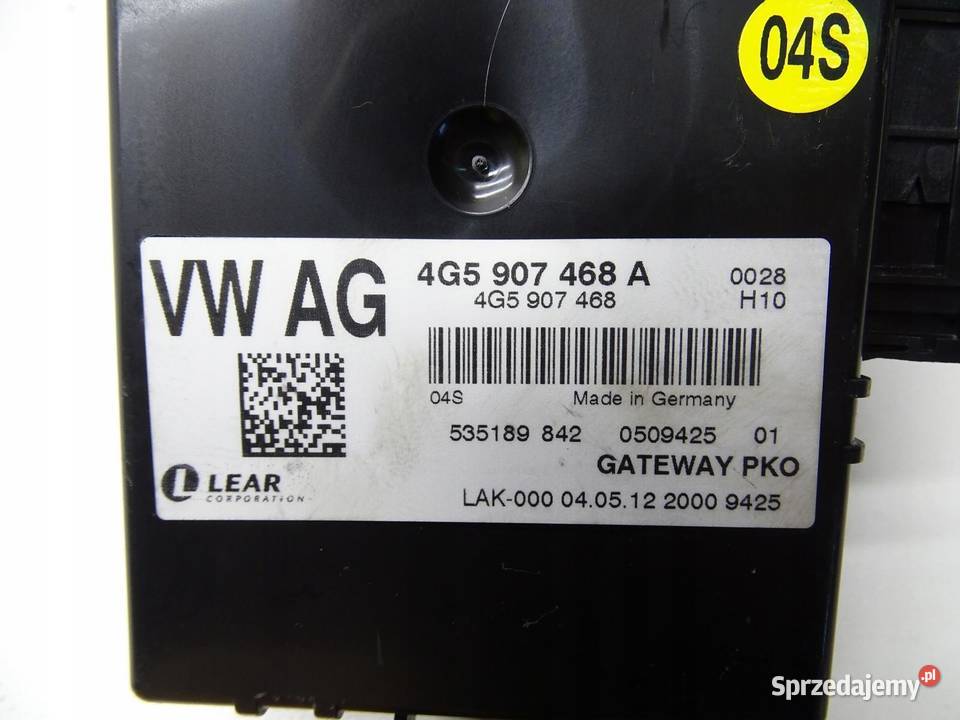 04S
VW AG
4G5 907 468 A
0028
4G5 907 468
H10
04S
Made in Germany
535189 842 0509425 01
GATEWAY PKO
LEAR
CORPORATION
LAK-000 04.05.12 2000 9425
Sprzedajemy.pl